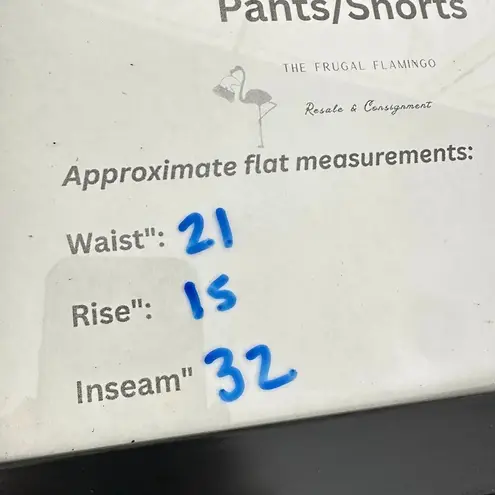 Pants/Shorts
THE FRUGAL FLAMINGO
Resale & Consignment
Approximate flat measurements:
Waist": 21
Rise": 15
Inseam" 32